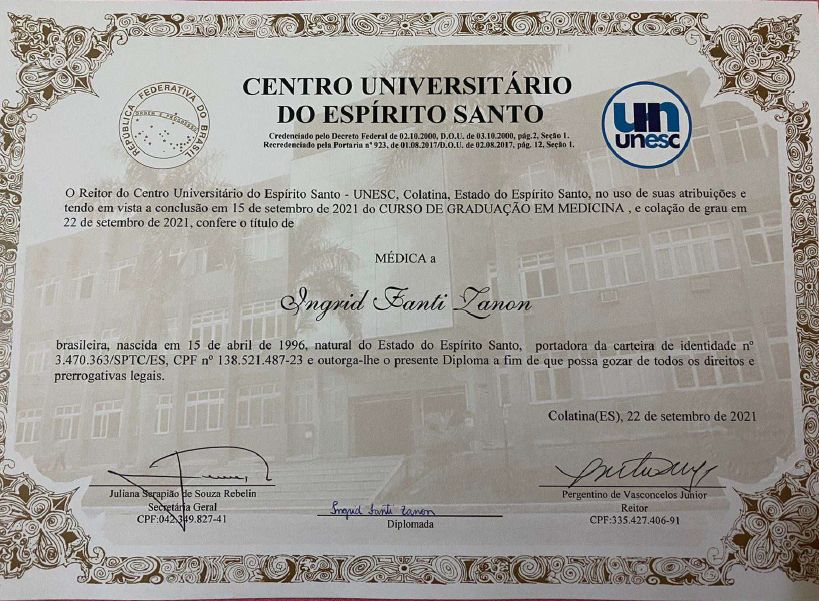 CENTRO UNIVERSITÁRIO
DO ESPÍRITO SANTO
Credenciado pelo Decreto Federal de 02.10.2000, D.O.U. de 03.10.2000, pág.2, Seção 1.
Recredenciado pela Portaria nº 923, de 01.08.2017/D.O.U. de 02.08.2017, pág. 12, Seção 1.
REPÚBLICA FEDERATIVA DO BRASIL
ORDEM E PROGRESSO
un
unesc
O Reitor do Centro Universitário do Espírito Santo - UNESC, Colatina, Estado do Espírito Santo, no uso de suas atribuições e
tendo em vista a conclusão em 15 de setembro de 2021 do CURSO DE GRADUAÇÃO EM MEDICINA , e colação de grau em
22 de setembro de 2021, confere o título de
MÉDICA a
Ingrid Fanti Zanon
brasileira, nascida em 15 de abril de 1996, natural do Estado do Espírito Santo, portadora da carteira de identidade nº
3.470.363/SPTC/ES, CPF nº 138.521.487-23 e outorga-lhe o presente Diploma a fim de que possa gozar de todos os direitos e
prerrogativas legais.
Colatina(ES), 22 de setembro de 2021
Juliana Serapião de Souza Rebelin
Secretária Geral
CPF:042.349.827-41
Ingrid Fanti Zanon
Diplomada
Pergentino de Vasconcelos Junior
Reitor
CPF:335.427.406-91